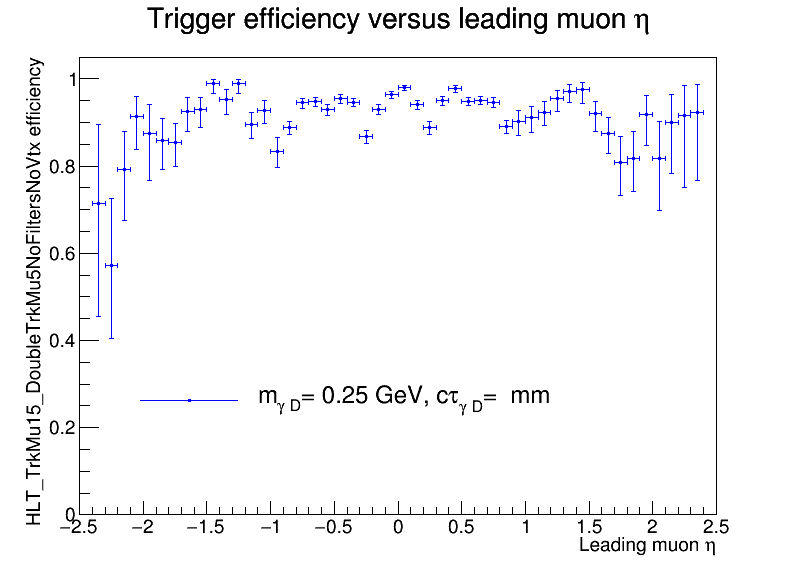 Trigger efficiency versus leading muon η
HLT_TrkMu15_DoubleTrkMu5NoFiltersNoVtx efficiency
1
0.8
0.6
0.4
0.2
0
m_γ D= 0.25 GeV, cτ_γ D= mm
−2.5 −2 −1.5 −1 −0.5 0 0.5 1 1.5 2 2.5
Leading muon η